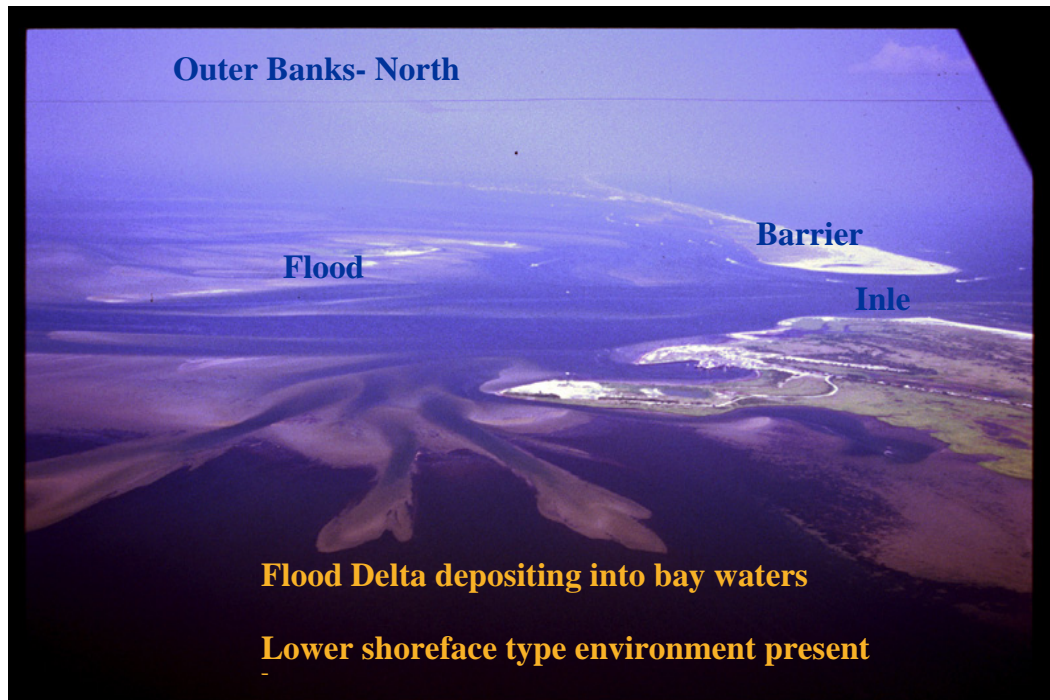 Outer Banks- North
Barrier
Flood
Inle
Flood Delta depositing into bay waters
Lower shoreface type environment present
-